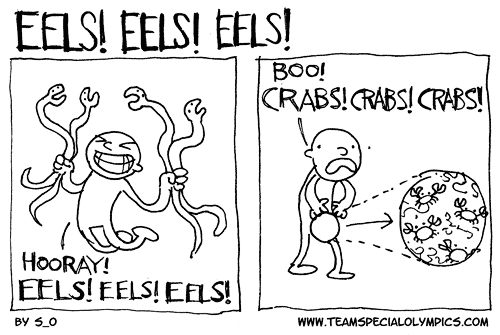 EELS! EELS! EELS!
HOORAY!
EELS! EELS! EELS!
BOO!
CRABS! CRABS! CRABS!
BY S_O
WWW.TEAMSPECIALOLYMPICS.COM